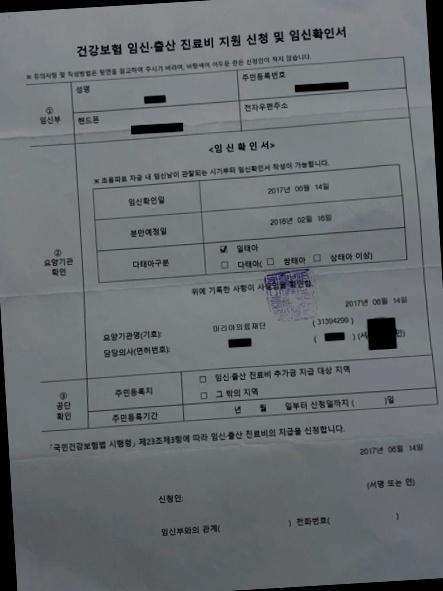 건강보험 임신·출산 진료비 지원 신청 및 임신확인서
※ 유의사항 및 작성방법은 뒷면을 참고하여 주시기 바라며, 바탕색이 어두운 란은 신청인이 적지 않습니다.
① 임신부
성명
주민등록번호
핸드폰
전자우편주소
② 요양기관 확인
<임신확인서>
※ 초음파로 자궁 내 임신낭이 관찰되는 시기부터 임신확인서 작성이 가능합니다.
임신확인일 2017년 06월 14일
분만예정일 2018년 02월 16일
다태아구분 ☑ 일태아
☐ 다태아( ☐ 쌍태아 ☐ 삼태아 이상)
위에 기록한 사항이 사실임을 확인함.
2017년 06월 14일
요양기관명(기호): 마리아의료재단 ( 31394299 )
담당의사(면허번호): ( ) (서 인)
③ 공단 확인
주민등록지 ☐ 임신·출산 진료비 추가금 지급 대상 지역
☐ 그 밖의 지역
주민등록기간 년 월 일부터 신청일까지 ( )일
「국민건강보험법 시행령」 제23조제3항에 따라 임신·출산 진료비의 지급을 신청합니다.
2017년 06월 14일
신청인: (서명 또는 인)
임신부와의 관계( ) 전화번호( )